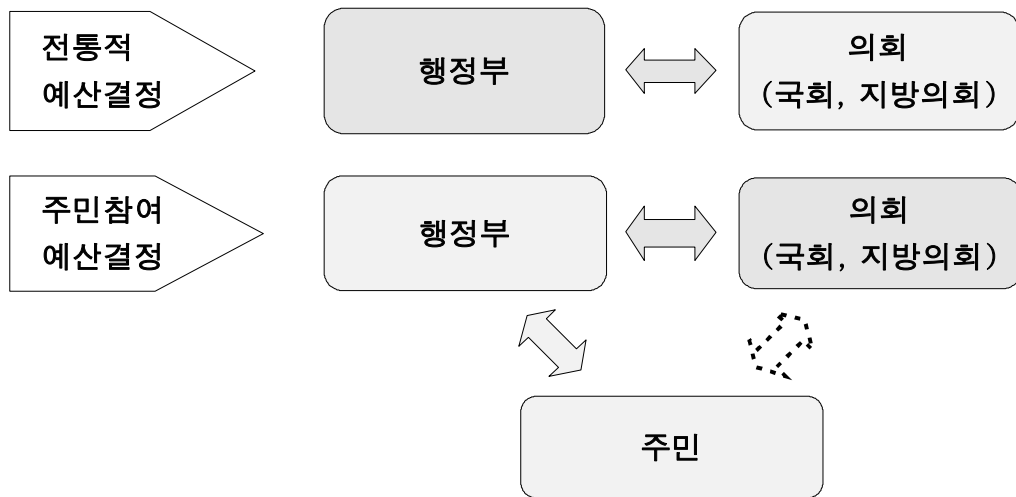 전통적
예산결정
행정부
의회
(국회, 지방의회)
주민참여
예산결정
행정부
의회
(국회, 지방의회)
주민